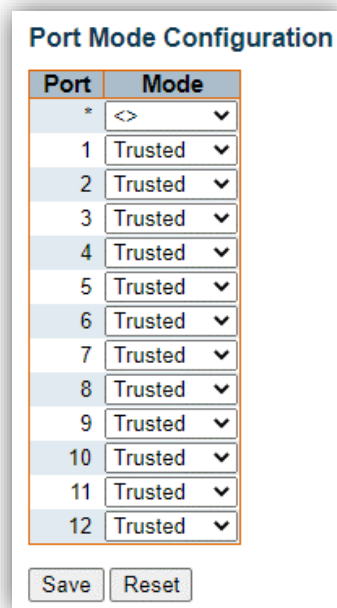 Port Mode Configuration
Port Mode
* <>
1 Trusted
2 Trusted
3 Trusted
4 Trusted
5 Trusted
6 Trusted
7 Trusted
8 Trusted
9 Trusted
10 Trusted
11 Trusted
12 Trusted
Save Reset